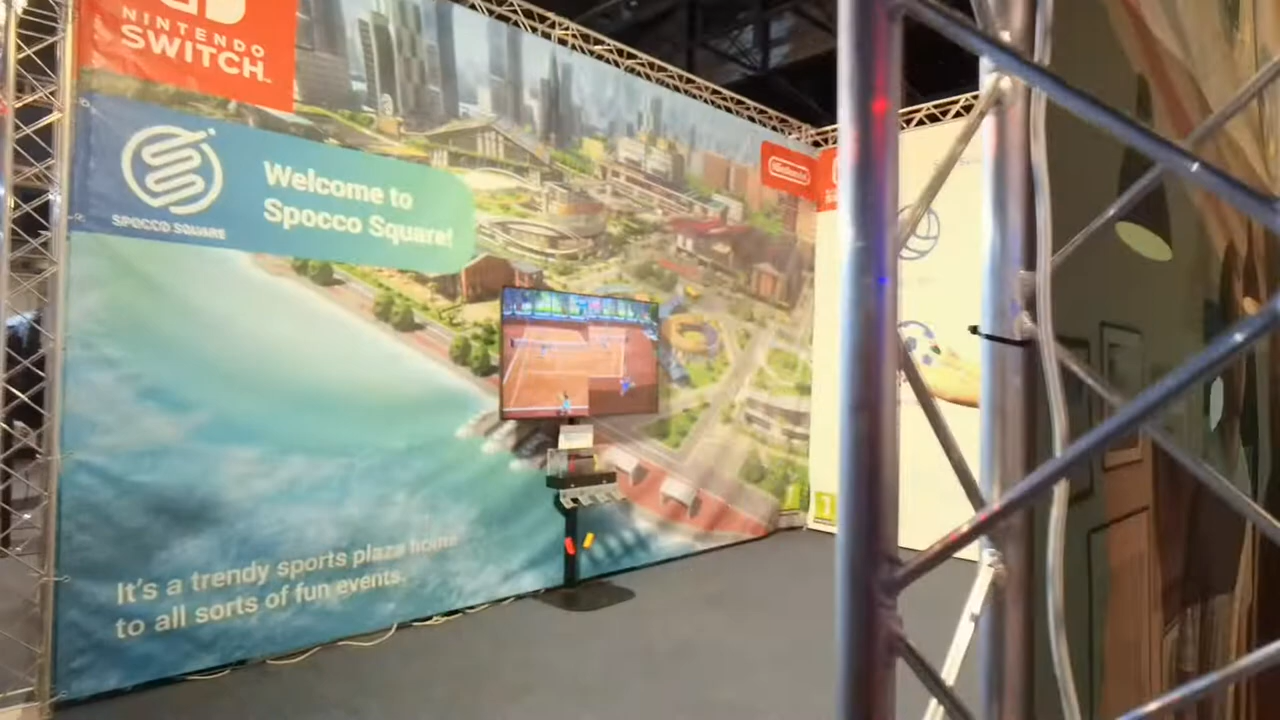 NINTENDO
SWITCH
SPOCCO SQUARE
Welcome to
Spocco Square!
Nintendo
It's a trendy sports plaza home
to all sorts of fun events.